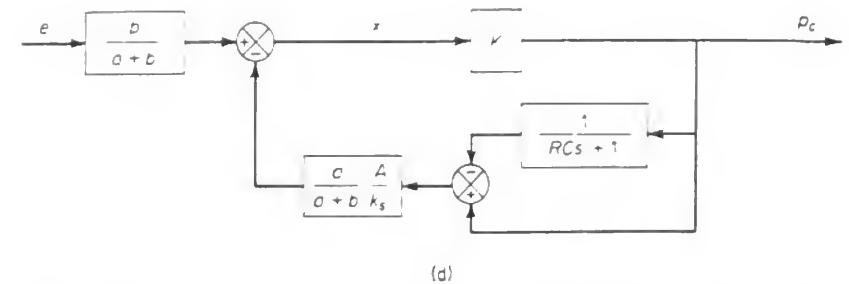 e
b
a + b
+
−
x
K
P_c
1
RCs + 1
−
+
a
a + b
A
k_s
(d)